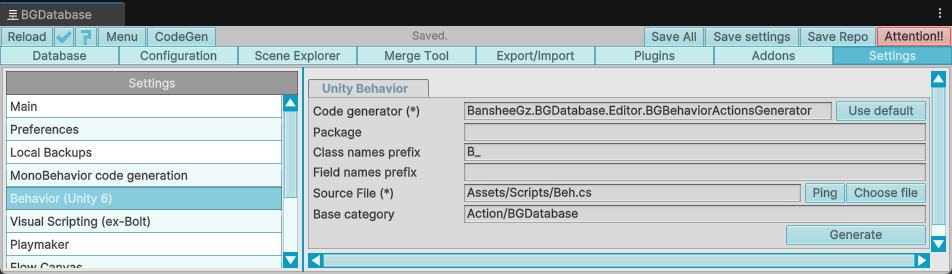 BGDatabase
Reload ? Menu CodeGen Saved. Save All Save settings Save Repo Attention!!
Database Configuration Scene Explorer Merge Tool Export/Import Plugins Addons Settings
Settings
Main
Preferences
Local Backups
MonoBehavior code generation
Behavior (Unity 6)
Visual Scripting (ex-Bolt)
Playmaker
Flow Canvas
Unity Behavior
Code generator (*) BansheeGz.BGDatabase.Editor.BGBehaviorActionsGenerator Use default
Package
Class names prefix B_
Field names prefix
Source File (*) Assets/Scripts/Beh.cs Ping Choose file
Base category Action/BGDatabase
Generate